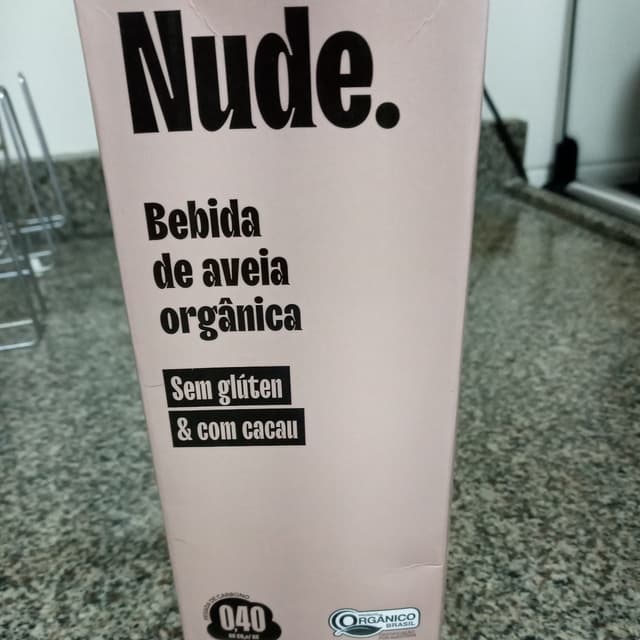 Nude.
Bebida
de aveia
orgânica
Sem glúten
& com cacau
040
ORGÂNICO
BRASIL